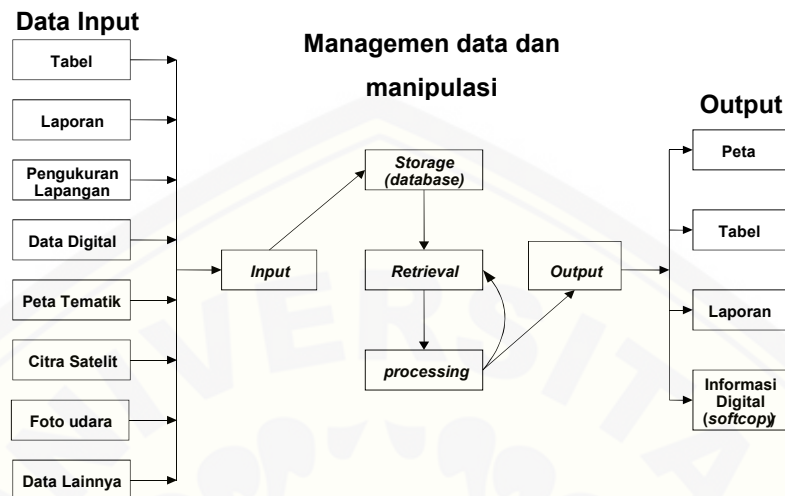 Data Input
Tabel
Laporan
Pengukuran
Lapangan
Data Digital
Peta Tematik
Citra Satelit
Foto udara
Data Lainnya
Managemen data dan
manipulasi
Input
Storage
(database)
Retrieval
processing
Output
Output
Peta
Tabel
Laporan
Informasi
Digital
(softcopy)
UNIVERSITA